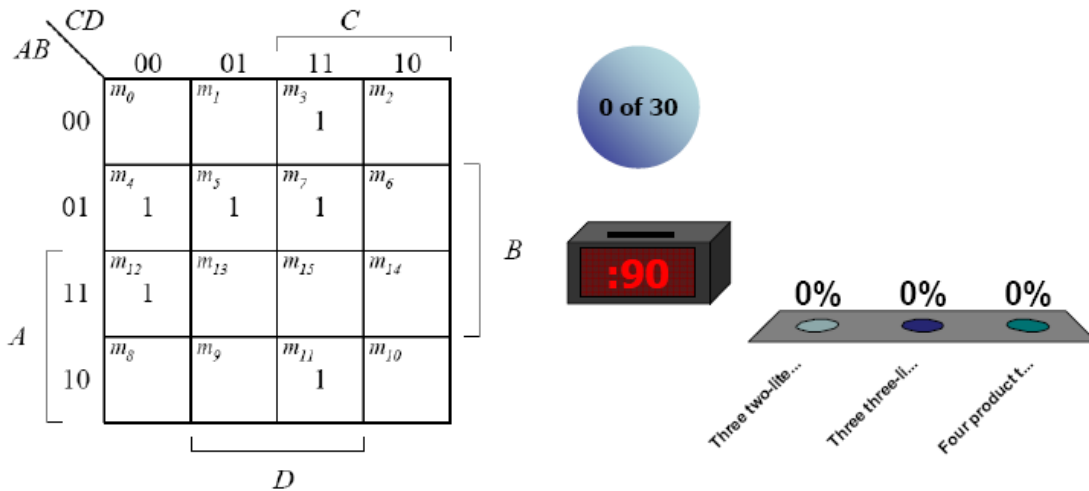 CD
C
AB
00 01 11 10
00 m0 m1 m3 1 m2
01 m4 1 m5 1 m7 1 m6
11 m12 1 m13 m15 m14
10 m8 m9 m11 1 m10
A
B
D
0 of 30
:90
0% 0% 0%
Three two-lite...
Three three-li...
Four product t...